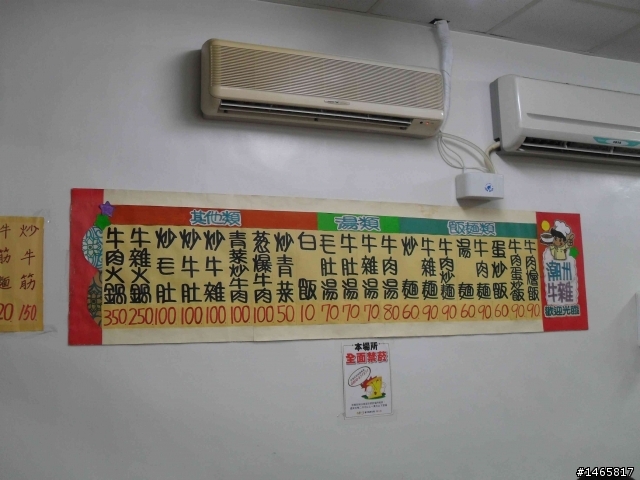 潮州
牛雜
歡迎光臨
飯麵類
牛肉燴飯 90
牛肉蛋炒飯 90
蛋炒飯 60
牛肉麵 90
湯麵 60
牛肉炒麵 90
牛雜麵 90
炒麵 60
湯類
牛肉湯 80
牛雜湯 70
牛肚湯 70
毛肚湯 70
白飯 10
其他類
炒青菜 50
蔥爆牛肉 100
青菜炒牛肉 100
炒牛雜 100
炒牛肚 100
炒毛肚 100
牛雜火鍋 250
牛肉火鍋 350
炒牛筋 150
牛筋麵 20
本場所
全面禁菸
#1465817